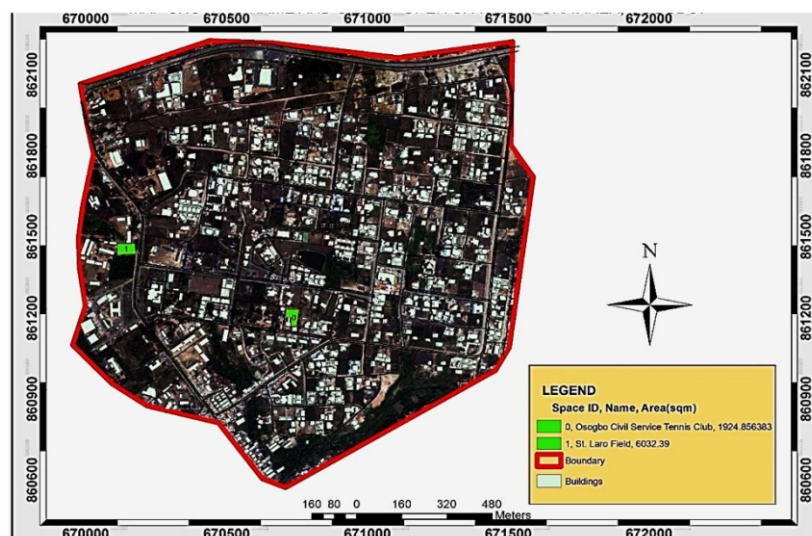 670000 670500 671000 671500 672000
862100 862100
861800 861800
861500 861500
1
N
861200 861200
860900 860900
LEGEND
Space ID, Name, Area(sqm)
0, Osogbo Civil Service Tennis Club, 1924.856383
1, St. Laro Field, 6032.39
Boundary
Buildings
860600 860600
160 80 0 160 320 480
Meters
670000 670500 671000 671500 672000